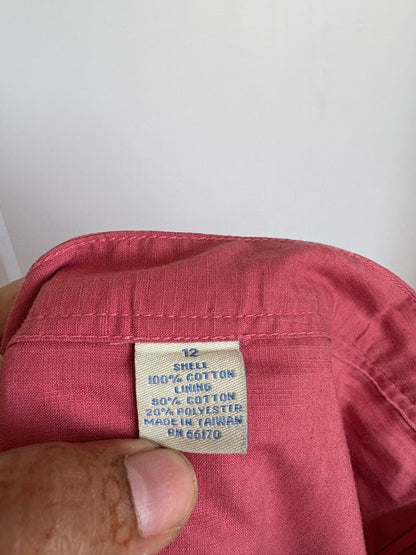 12
SHELL
100% COTTON
LINING
80% COTTON
20% POLYESTER
MADE IN TAIWAN
RN 66170